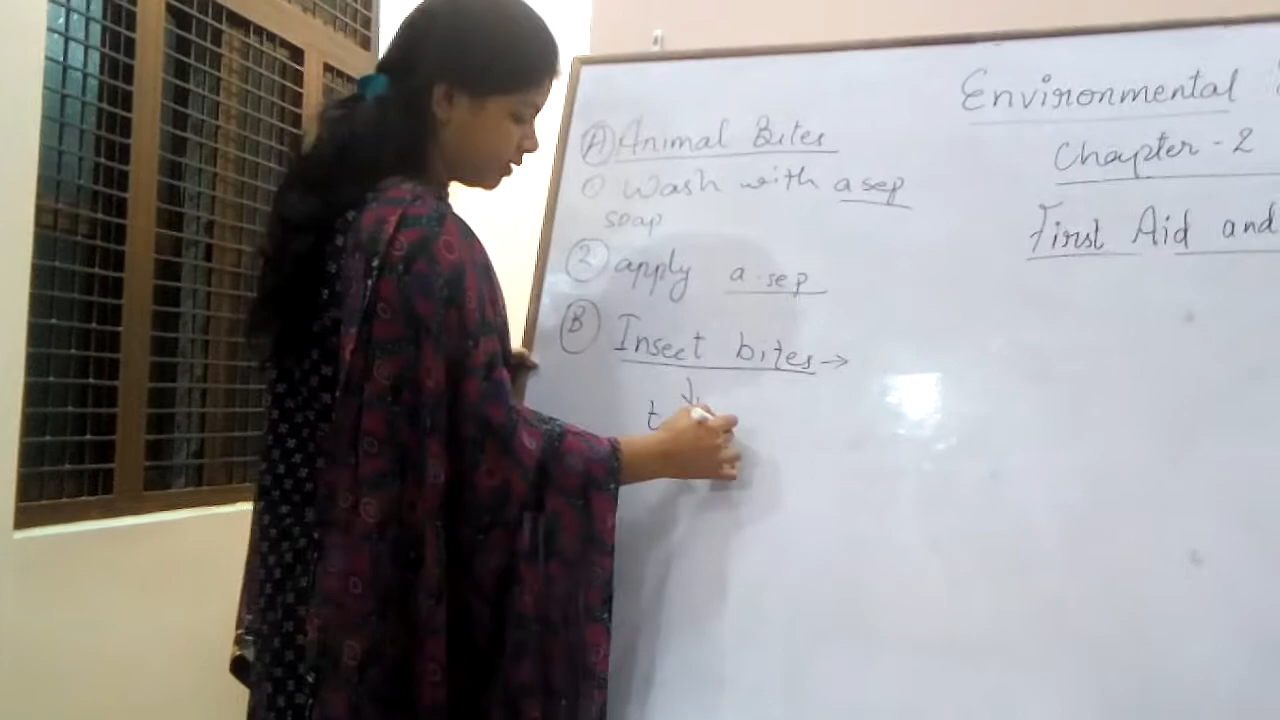 Environmental
Chapter - 2
First Aid and
A Animal Bites
① Wash with a sep
soap
② apply a. sep
B Insect bites →
↓
t